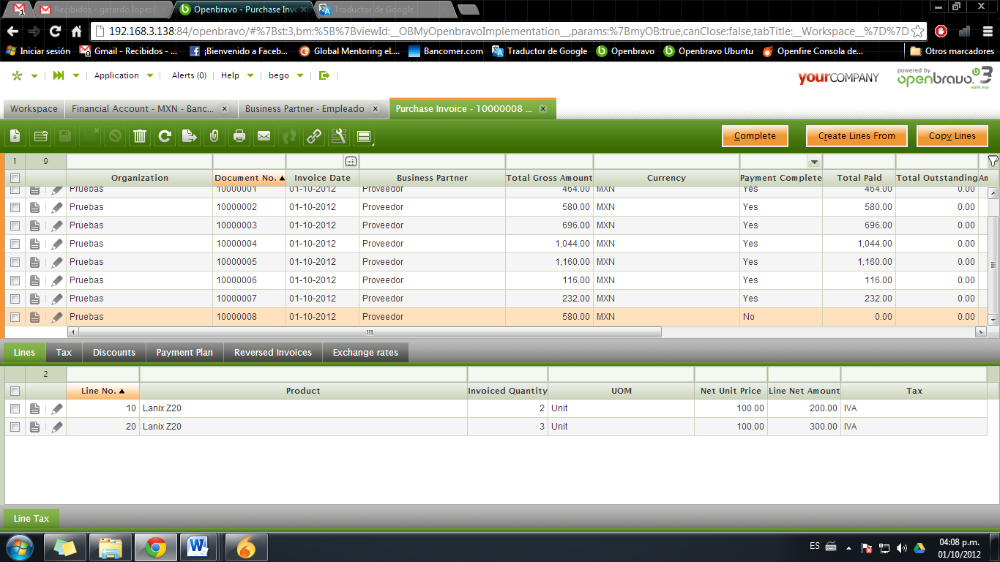 1 Recibidos - gerardo.lopez Openbravo - Purchase Invo Traductor de Google
192.168.3.138:84/openbravo/#%7Bst:3,bm:%5B%7BviewId:__OBMyOpenbravoImplementation__,params:%7BmyOB:true,canClose:false,tabTitle:__Workspace__%7D%7D
Iniciar sesión Gmail - Recibidos - ... ¡Bienvenido a Faceb... Global Mentoring eL... Bancomer.com Traductor de Google Openbravo Openbravo Ubuntu Openfire Consola de... Otros marcadores
Application Alerts (0) Help bego yourCOMPANY powered by openbravo 3 agile erp
Workspace Financial Account - MXN - Banc... Business Partner - Empleado Purchase Invoice - 10000008 ...
Complete Create Lines From Copy Lines
1 9
Organization Document No. Invoice Date Business Partner Total Gross Amount Currency Payment Complete Total Paid Total Outstanding Am
Pruebas 10000001 01-10-2012 Proveedor 464.00 MXN Yes 464.00 0.00
Pruebas 10000002 01-10-2012 Proveedor 580.00 MXN Yes 580.00 0.00
Pruebas 10000003 01-10-2012 Proveedor 696.00 MXN Yes 696.00 0.00
Pruebas 10000004 01-10-2012 Proveedor 1,044.00 MXN Yes 1,044.00 0.00
Pruebas 10000005 01-10-2012 Proveedor 1,160.00 MXN Yes 1,160.00 0.00
Pruebas 10000006 01-10-2012 Proveedor 116.00 MXN Yes 116.00 0.00
Pruebas 10000007 01-10-2012 Proveedor 232.00 MXN Yes 232.00 0.00
Pruebas 10000008 01-10-2012 Proveedor 580.00 MXN No 0.00 0.00
Lines Tax Discounts Payment Plan Reversed Invoices Exchange rates
2
Line No. Product Invoiced Quantity UOM Net Unit Price Line Net Amount Tax
10 Lanix Z20 2 Unit 100.00 200.00 IVA
20 Lanix Z20 3 Unit 100.00 300.00 IVA
Line Tax
ES 04:08 p.m.
01/10/2012